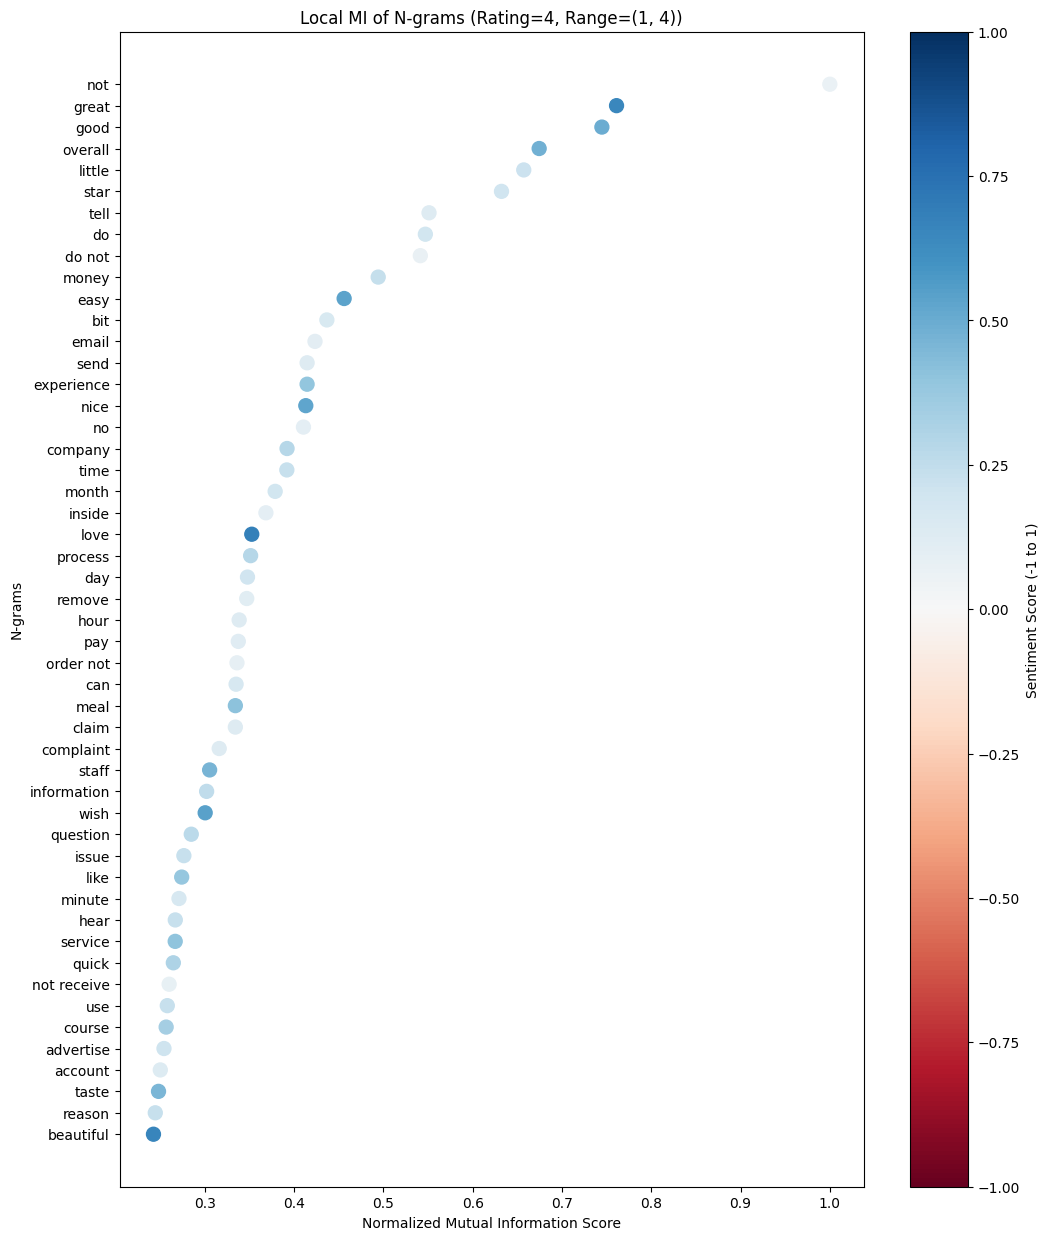 Local MI of N-grams (Rating=4, Range=(1, 4))
not
great
good
overall
little
star
tell
do
do not
money
easy
bit
email
send
experience
nice
no
company
time
month
inside
love
process
day
remove
hour
pay
order not
can
meal
claim
complaint
staff
information
wish
question
issue
like
minute
hear
service
quick
not receive
use
course
advertise
account
taste
reason
beautiful
N-grams
0.3 0.4 0.5 0.6 0.7 0.8 0.9 1.0
Normalized Mutual Information Score
1.00
0.75
0.50
0.25
0.00
−0.25
−0.50
−0.75
−1.00
Sentiment Score (-1 to 1)